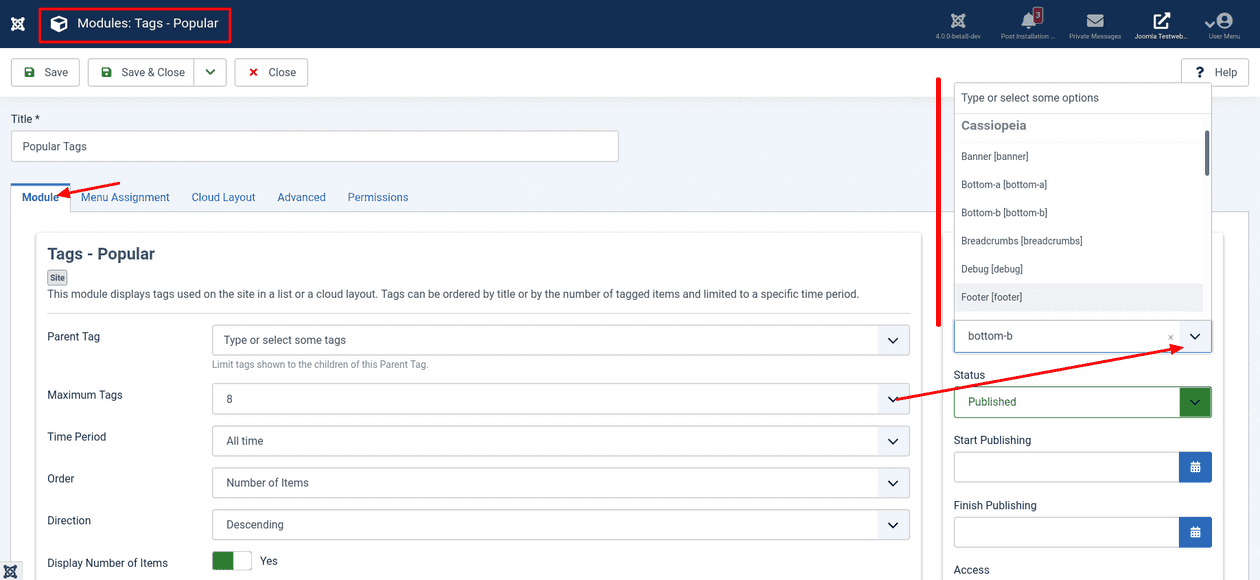 Modules: Tags - Popular
4.0.0-beta8-dev
3
Post Installation ...
Private Messages
Joomla Testweb...
User Menu
Save
Save & Close
Close
? Help
Title *
Popular Tags
Module
Menu Assignment
Cloud Layout
Advanced
Permissions
Tags - Popular
Site
This module displays tags used on the site in a list or a cloud layout. Tags can be ordered by title or by the number of tagged items and limited to a specific time period.
Parent Tag
Type or select some tags
Limit tags shown to the children of this Parent Tag.
Maximum Tags
8
Time Period
All time
Order
Number of Items
Direction
Descending
Display Number of Items
Yes
Type or select some options
Cassiopeia
Banner [banner]
Bottom-a [bottom-a]
Bottom-b [bottom-b]
Breadcrumbs [breadcrumbs]
Debug [debug]
Footer [footer]
bottom-b ×
Status
Published
Start Publishing
Finish Publishing
Access